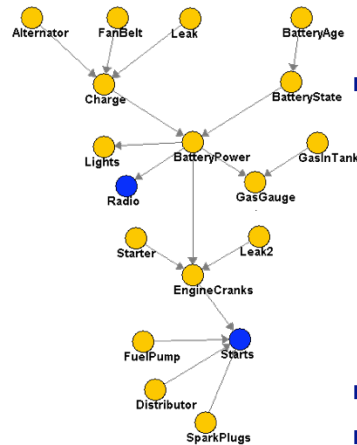 Alternator
FanBelt
Leak
BatteryAge
Charge
BatteryState
Lights
BatteryPower
GasInTank
Radio
GasGauge
Starter
Leak2
EngineCranks
FuelPump
Starts
Distributor
SparkPlugs